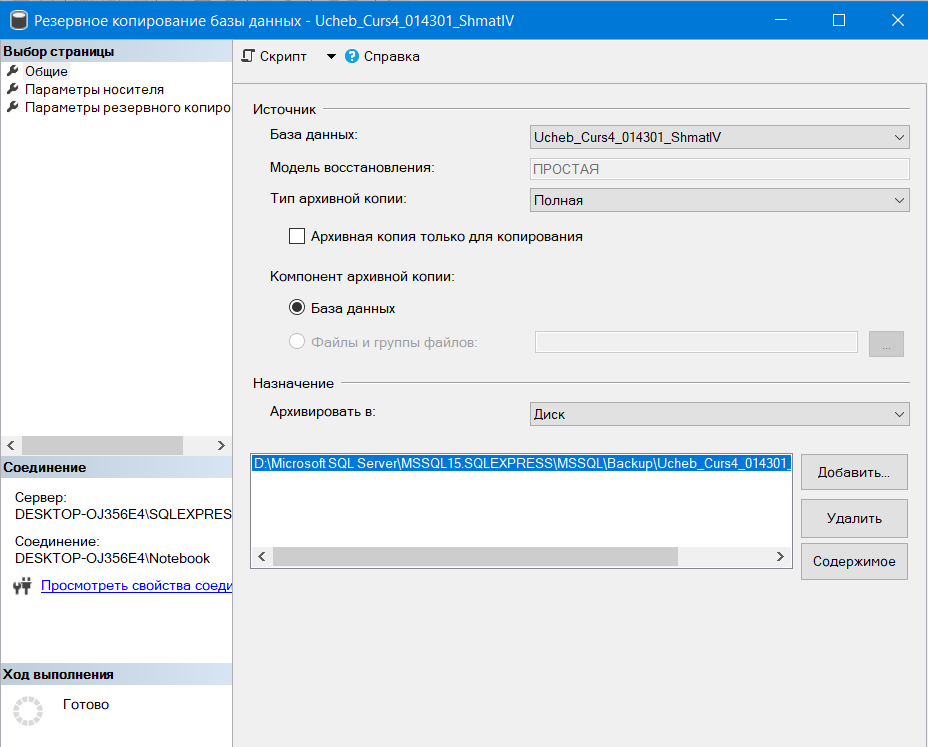 Резервное копирование базы данных - Ucheb_Curs4_014301_ShmatIV
Выбор страницы
Общие
Параметры носителя
Параметры резервного копиро
Скрипт
Справка
Источник
База данных:
Ucheb_Curs4_014301_ShmatIV
Модель восстановления:
ПРОСТАЯ
Тип архивной копии:
Полная
Архивная копия только для копирования
Компонент архивной копии:
База данных
Файлы и группы файлов:
...
Назначение
Архивировать в:
Диск
D:\Microsoft SQL Server\MSSQL15.SQLEXPRESS\MSSQL\Backup\Ucheb_Curs4_014301_
Добавить...
Удалить
Содержимое
Соединение
Сервер:
DESKTOP-OJ356E4\SQLEXPRES
Соединение:
DESKTOP-OJ356E4\Notebook
Просмотреть свойства соеди
Ход выполнения
Готово